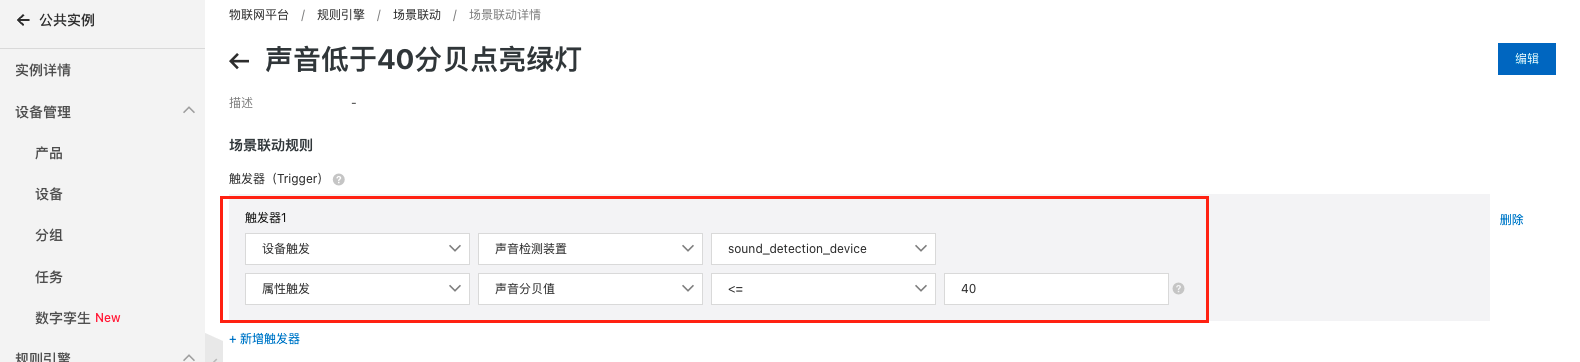 公共实例
物联网平台 / 规则引擎 / 场景联动 / 场景联动详情
声音低于40分贝点亮绿灯
编辑
实例详情
描述 -
设备管理
场景联动规则
产品
触发器（Trigger） ?
设备
触发器1
删除
设备触发 声音检测装置 sound_detection_device
分组
任务
属性触发 声音分贝值 <= 40 ?
数字孪生 New
+ 新增触发器
规则引擎